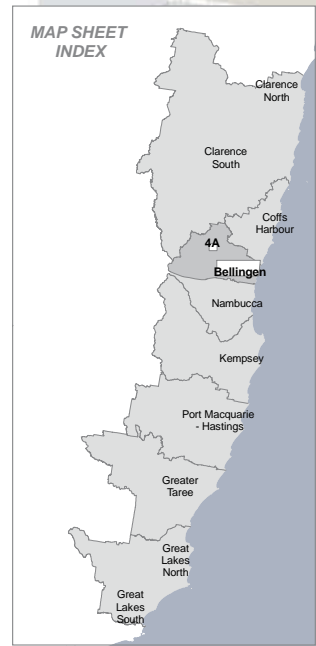 MAP SHEET
INDEX
Clarence
North
Clarence
South
Coffs
Harbour
4A
Bellingen
Nambucca
Kempsey
Port Macquarie
- Hastings
Greater
Taree
Great
Lakes
North
Great
Lakes
South